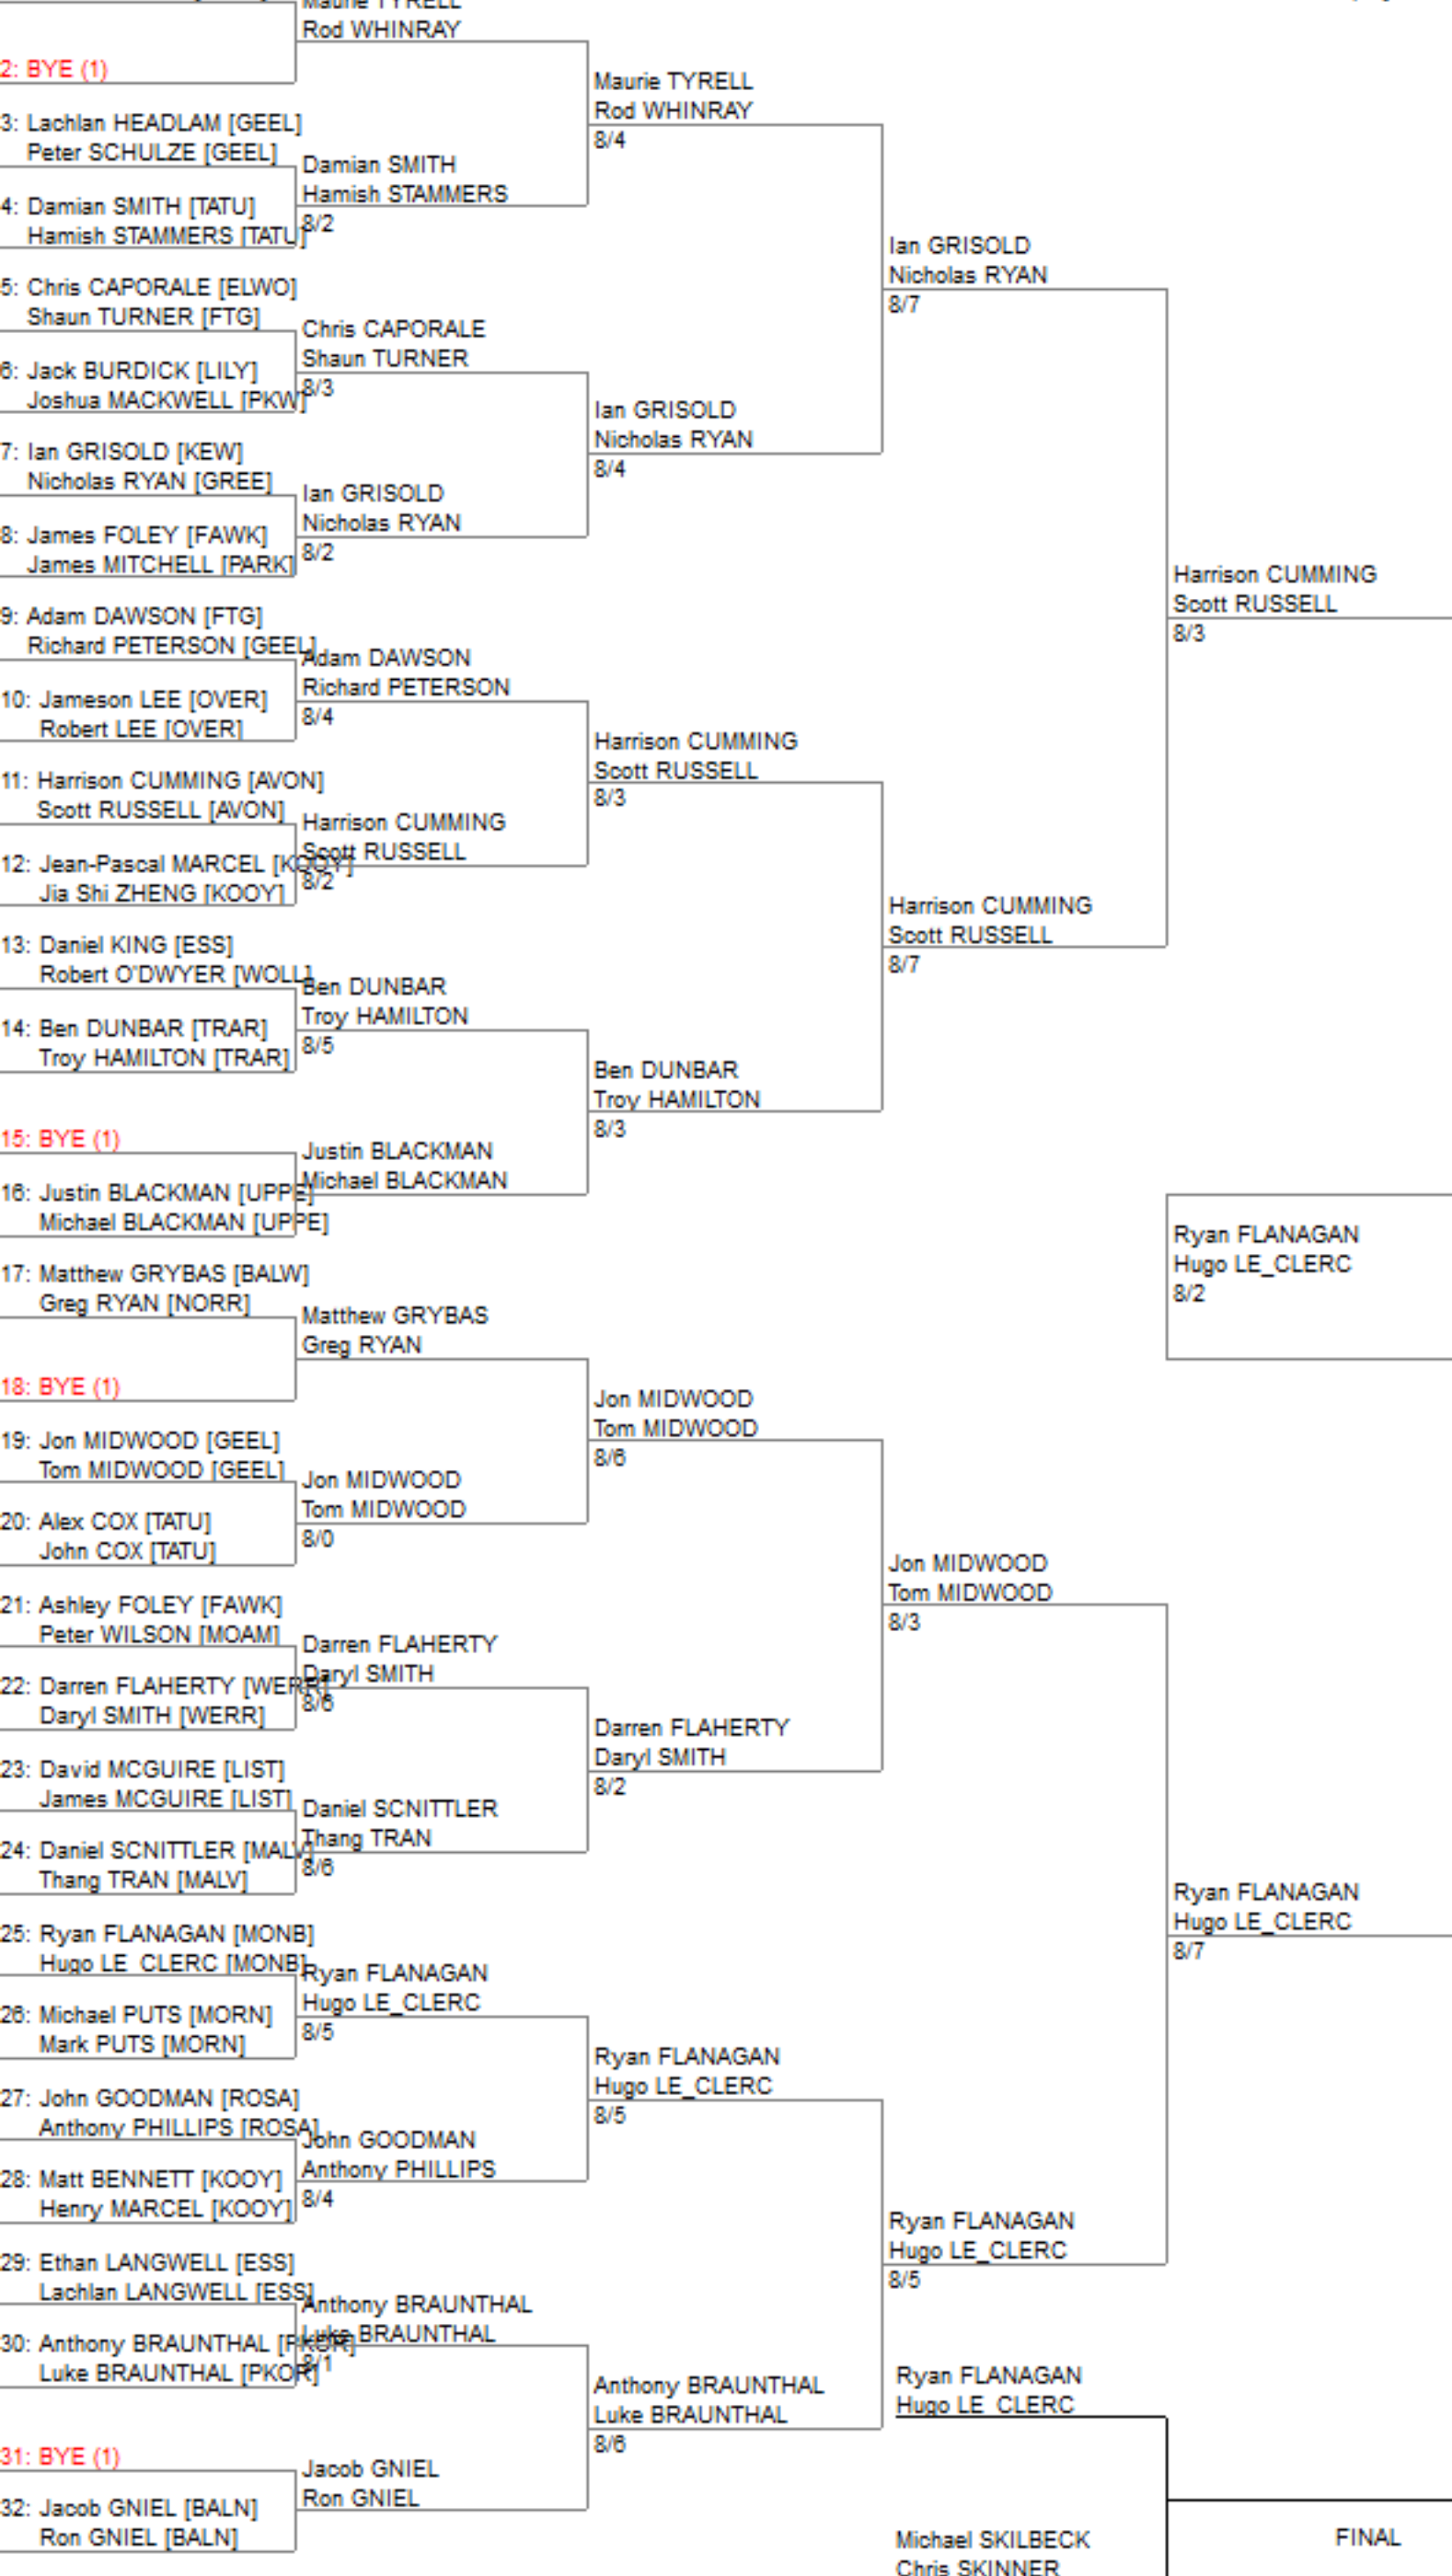 Maurie TYRELL
Rod WHINRAY
2: BYE (1)
3: Lachlan HEADLAM [GEEL]
Peter SCHULZE [GEEL]
4: Damian SMITH [TATU]
Hamish STAMMERS [TATU]
5: Chris CAPORALE [ELWO]
Shaun TURNER [FTG]
6: Jack BURDICK [LILY]
Joshua MACKWELL [PKW]
7: Ian GRISOLD [KEW]
Nicholas RYAN [GREE]
8: James FOLEY [FAWK]
James MITCHELL [PARK]
9: Adam DAWSON [FTG]
Richard PETERSON [GEEL]
10: Jameson LEE [OVER]
Robert LEE [OVER]
11: Harrison CUMMING [AVON]
Scott RUSSELL [AVON]
12: Jean-Pascal MARCEL [KOOY]
Jia Shi ZHENG [KOOY]
13: Daniel KING [ESS]
Robert O'DWYER [WOLL]
14: Ben DUNBAR [TRAR]
Troy HAMILTON [TRAR]
15: BYE (1)
16: Justin BLACKMAN [UPPE]
Michael BLACKMAN [UPPE]
17: Matthew GRYBAS [BALW]
Greg RYAN [NORR]
18: BYE (1)
19: Jon MIDWOOD [GEEL]
Tom MIDWOOD [GEEL]
20: Alex COX [TATU]
John COX [TATU]
21: Ashley FOLEY [FAWK]
Peter WILSON [MOAM]
22: Darren FLAHERTY [WERR]
Daryl SMITH [WERR]
23: David MCGUIRE [LIST]
James MCGUIRE [LIST]
24: Daniel SCNITTLER [MALV]
Thang TRAN [MALV]
25: Ryan FLANAGAN [MONB]
Hugo LE_CLERC [MONB]
26: Michael PUTS [MORN]
Mark PUTS [MORN]
27: John GOODMAN [ROSA]
Anthony PHILLIPS [ROSA]
28: Matt BENNETT [KOOY]
Henry MARCEL [KOOY]
29: Ethan LANGWELL [ESS]
Lachlan LANGWELL [ESS]
30: Anthony BRAUNTHAL [PKOR]
Luke BRAUNTHAL [PKOR]
31: BYE (1)
32: Jacob GNIEL [BALN]
Ron GNIEL [BALN]
Damian SMITH
Hamish STAMMERS
8/2
Chris CAPORALE
Shaun TURNER
8/3
Ian GRISOLD
Nicholas RYAN
8/2
Adam DAWSON
Richard PETERSON
8/4
Harrison CUMMING
Scott RUSSELL
8/2
Ben DUNBAR
Troy HAMILTON
8/5
Justin BLACKMAN
Michael BLACKMAN
Matthew GRYBAS
Greg RYAN
Jon MIDWOOD
Tom MIDWOOD
8/0
Darren FLAHERTY
Daryl SMITH
8/6
Daniel SCNITTLER
Thang TRAN
8/6
Ryan FLANAGAN
Hugo LE_CLERC
8/5
John GOODMAN
Anthony PHILLIPS
8/4
Anthony BRAUNTHAL
Luke BRAUNTHAL
8/1
Jacob GNIEL
Ron GNIEL
Maurie TYRELL
Rod WHINRAY
8/4
Ian GRISOLD
Nicholas RYAN
8/4
Harrison CUMMING
Scott RUSSELL
8/3
Ben DUNBAR
Troy HAMILTON
8/3
Jon MIDWOOD
Tom MIDWOOD
8/6
Darren FLAHERTY
Daryl SMITH
8/2
Ryan FLANAGAN
Hugo LE_CLERC
8/5
Anthony BRAUNTHAL
Luke BRAUNTHAL
8/6
Ian GRISOLD
Nicholas RYAN
8/7
Harrison CUMMING
Scott RUSSELL
8/7
Jon MIDWOOD
Tom MIDWOOD
8/3
Ryan FLANAGAN
Hugo LE_CLERC
8/5
Harrison CUMMING
Scott RUSSELL
8/3
Ryan FLANAGAN
Hugo LE_CLERC
8/2
Ryan FLANAGAN
Hugo LE_CLERC
8/7
Ryan FLANAGAN
Hugo LE_CLERC
Michael SKILBECK
Chris SKINNER
FINAL